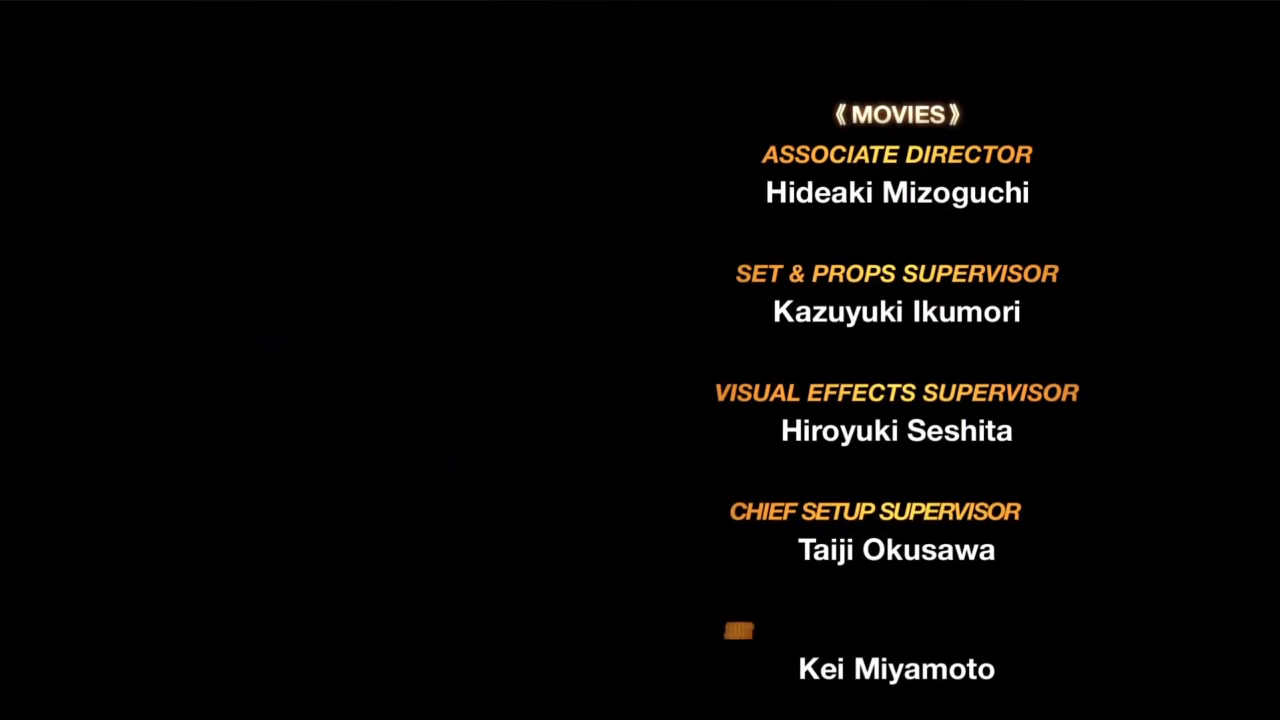 《MOVIES》
ASSOCIATE DIRECTOR
Hideaki Mizoguchi
SET & PROPS SUPERVISOR
Kazuyuki Ikumori
VISUAL EFFECTS SUPERVISOR
Hiroyuki Seshita
CHIEF SETUP SUPERVISOR
Taiji Okusawa
Kei Miyamoto